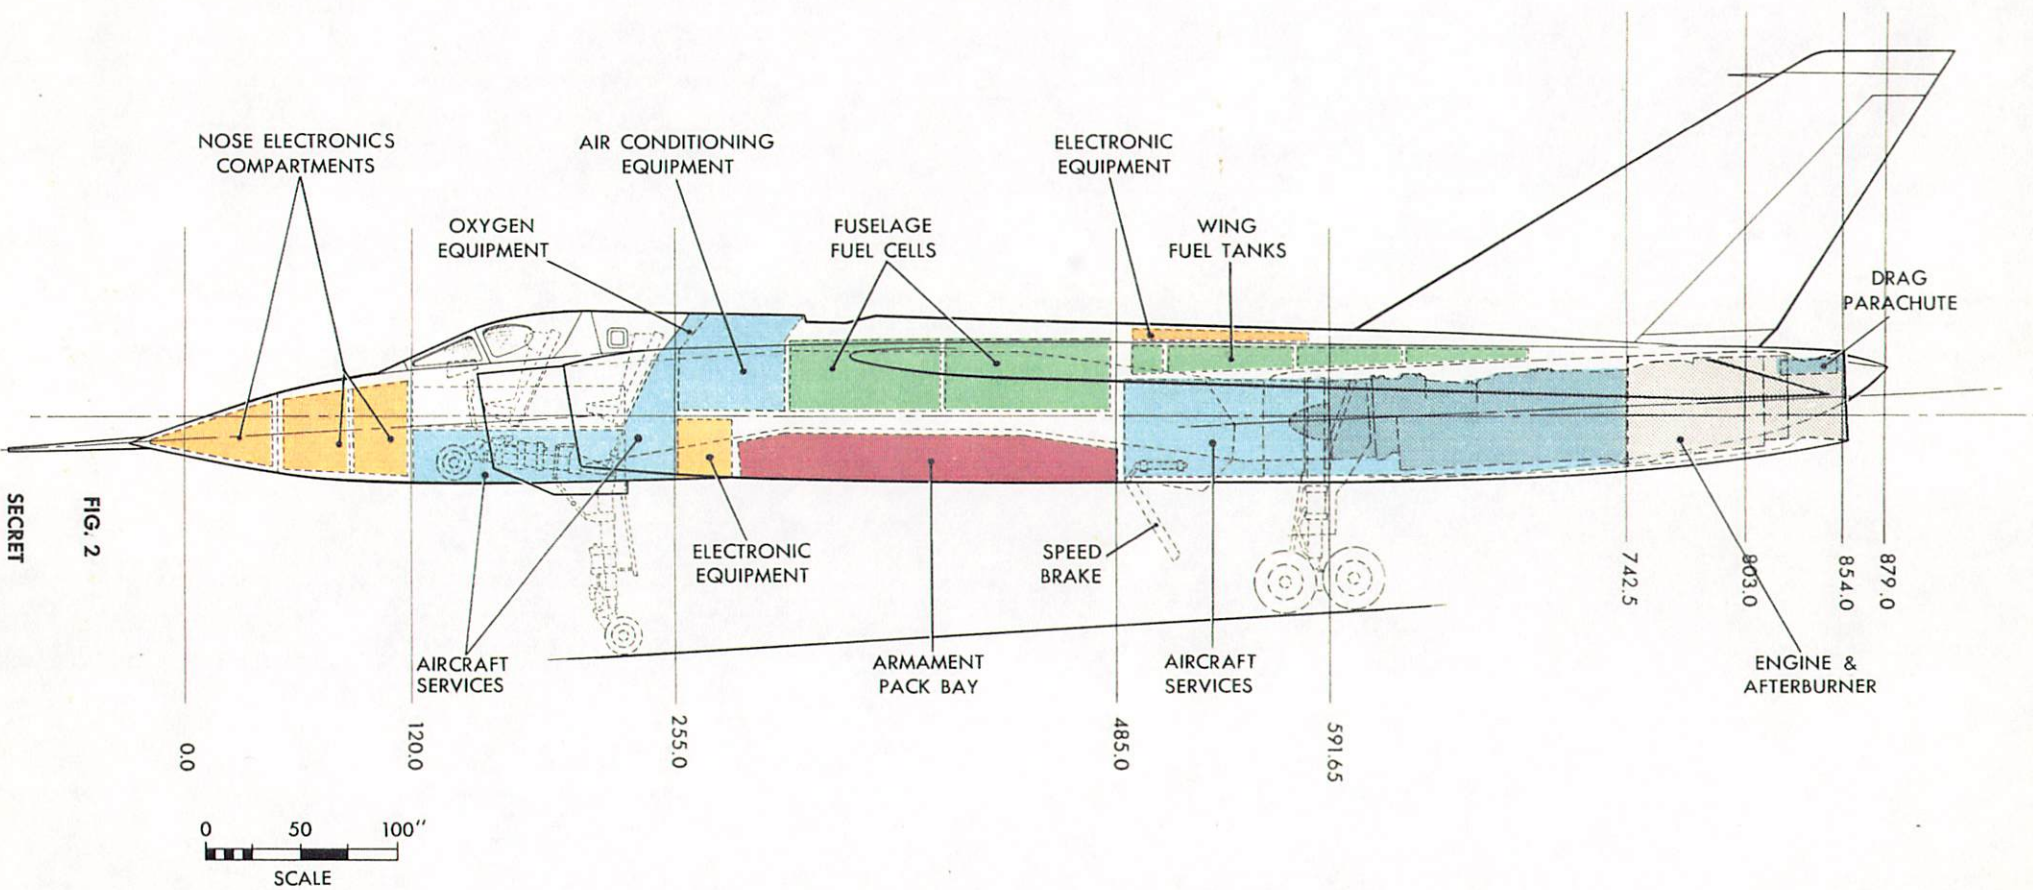 NOSE ELECTRONICS
COMPARTMENTS
AIR CONDITIONING
EQUIPMENT
ELECTRONIC
EQUIPMENT
OXYGEN
EQUIPMENT
FUSELAGE
FUEL CELLS
WING
FUEL TANKS
DRAG
PARACHUTE
ELECTRONIC
EQUIPMENT
SPEED
BRAKE
AIRCRAFT
SERVICES
ARMAMENT
PACK BAY
AIRCRAFT
SERVICES
ENGINE &
AFTERBURNER
0.0
120.0
255.0
485.0
591.65
742.5
803.0
854.0
879.0
0 50 100"
SCALE
FIG. 2
SECRET